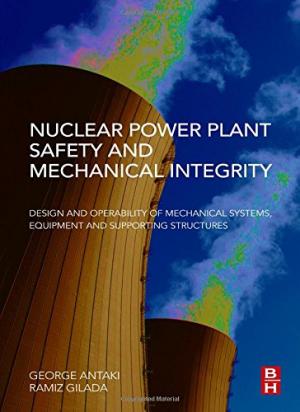 NUCLEAR POWER PLANT
SAFETY AND
MECHANICAL INTEGRITY
DESIGN AND OPERABILITY OF MECHANICAL SYSTEMS,
EQUIPMENT AND SUPPORTING STRUCTURES
GEORGE ANTAKI
RAMIZ GILADA
B
H